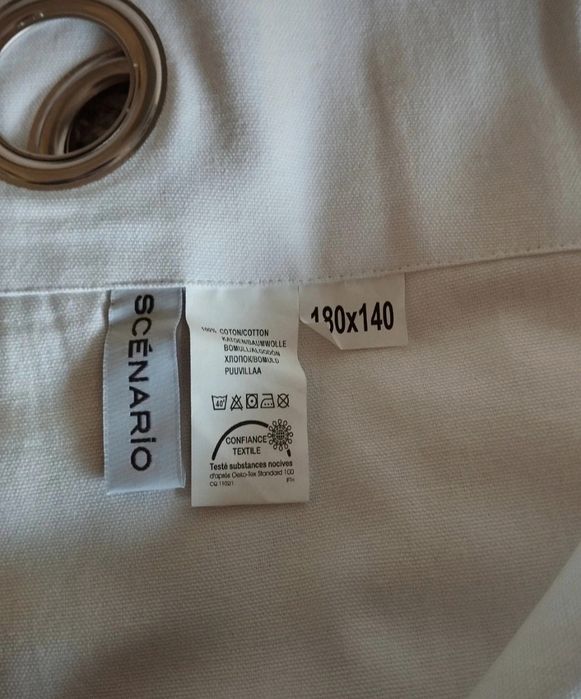 SCÉNARIO
100% COTON/COTTON
KATOEN/BAUMWOLLE
BOMULL/ALGODÓN
ХЛОПОК/BOMULD
PUUVILLAA
40°
CONFIANCE
TEXTILE
Testé substances nocives
d'après Oeko-Tex Standard 100
180x140